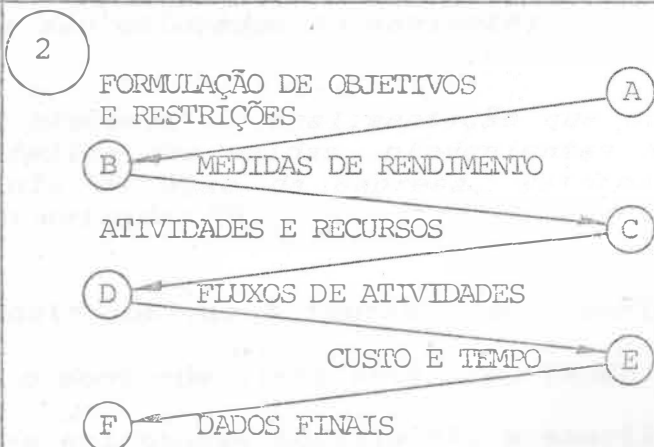 2
FORMULAÇÃO DE OBJETIVOS
A
E RESTRIÇÕES
B MEDIDAS DE RENDIMENTO
ATIVIDADES E RECURSOS C
D FLUXOS DE ATIVIDADES
CUSTO E TEMPO E
F DADOS FINAIS